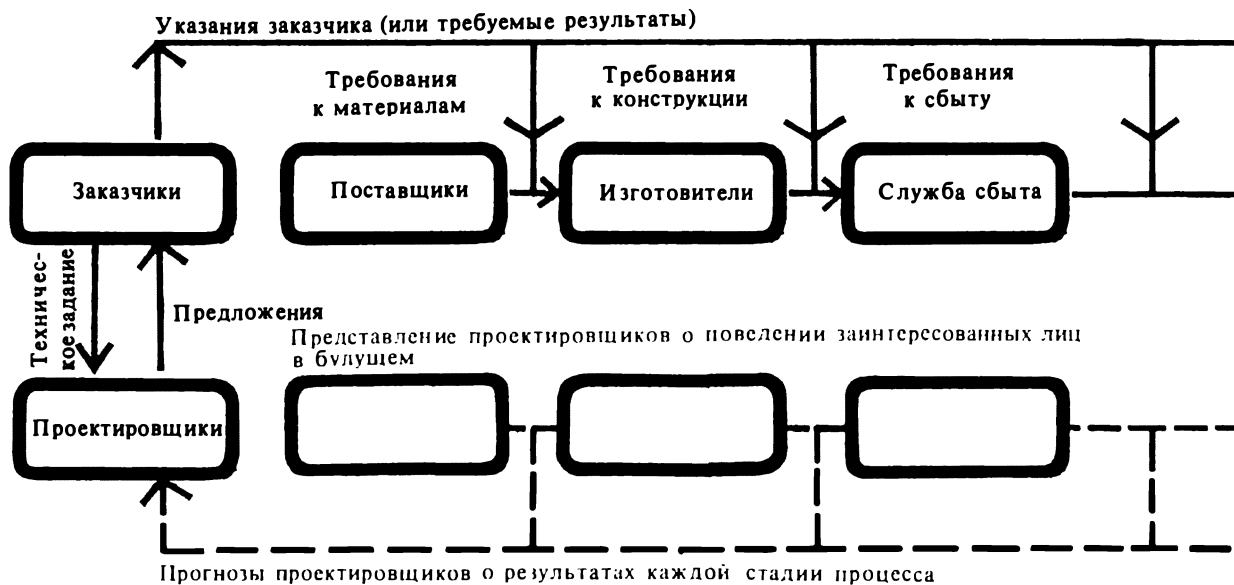 Указания заказчика (или требуемые результаты)
Требования
к материалам
Требования
к конструкции
Требования
к сбыту
Заказчики
Поставщики
Изготовители
Служба сбыта
Техничес-
кое задание
Предложения
Представление проектировщиков о поведении заинтересованных лиц
в будущем
Проектировщики
Прогнозы проектировщиков о результатах каждой стадии процесса